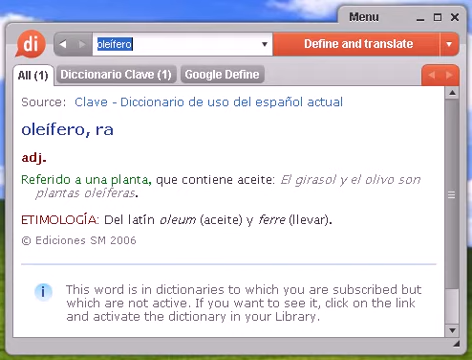 Menu
di
oleífero
Define and translate
All (1)
Diccionario Clave (1)
Google Define
Source: Clave - Diccionario de uso del español actual
oleífero, ra
adj.
Referido a una planta, que contiene aceite: El girasol y el olivo son
plantas oleíferas.
ETIMOLOGÍA: Del latín oleum (aceite) y ferre (llevar).
© Ediciones SM 2006
i
This word is in dictionaries to which you are subscribed but
which are not active. If you want to see it, click on the link
and activate the dictionary in your Library.